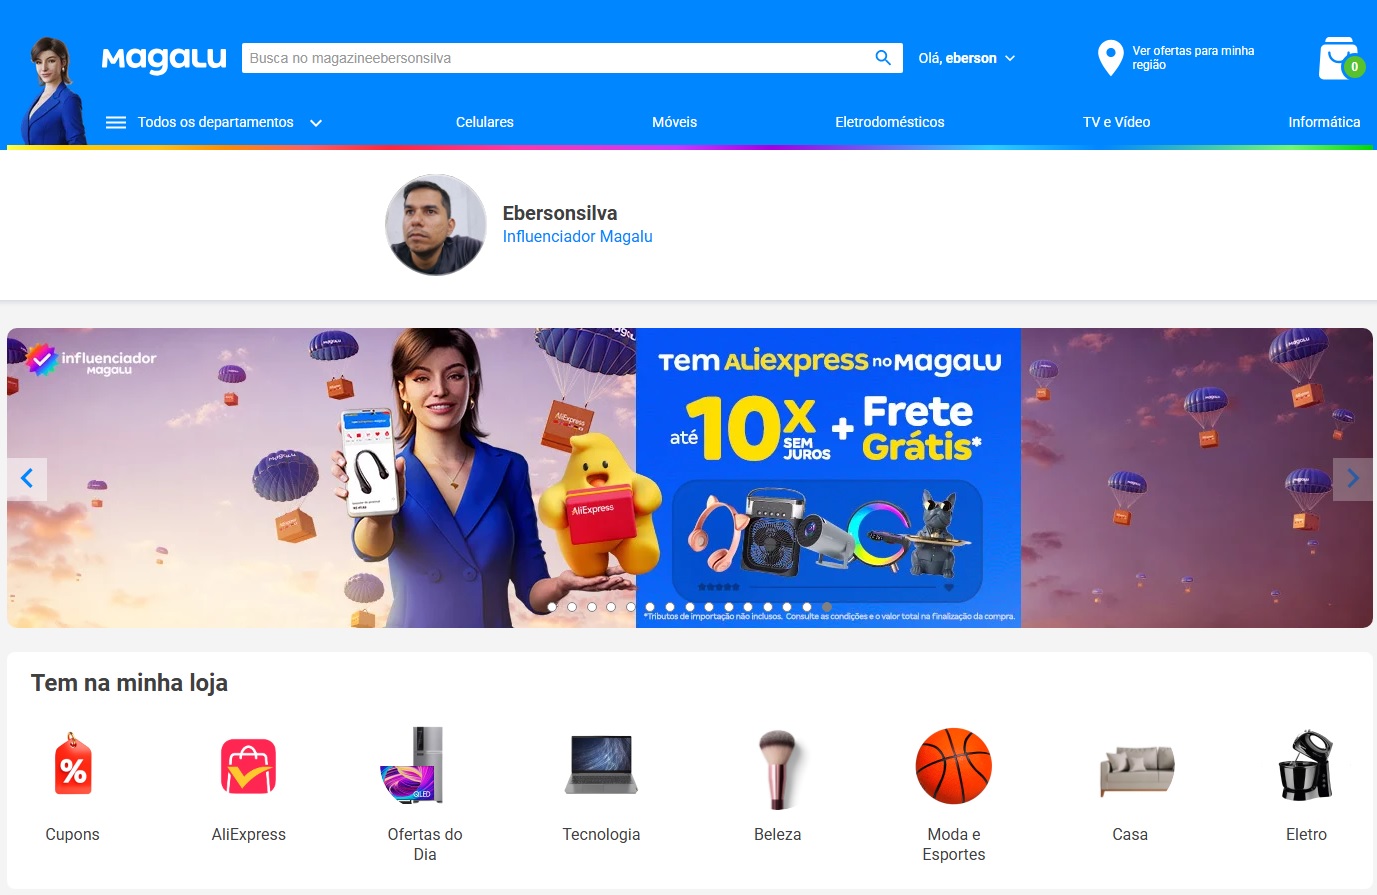 Magalu
Busca no magazineebersonsilva
Olá, eberson
Ver ofertas para minha
região
0
Todos os departamentos
Celulares
Móveis
Eletrodomésticos
TV e Vídeo
Informática
Ebersonsilva
Influenciador Magalu
influenciador
Magalu
Tem AliExpress no Magalu
até 10x SEM JUROS + Frete Grátis*
AliExpress
AliExpress
*Tributos de importação não inclusos. Consulte as condições e o valor total na finalização da compra.
Tem na minha loja
%
QLED
Cupons
AliExpress
Ofertas do
Dia
Tecnologia
Beleza
Moda e
Esportes
Casa
Eletro